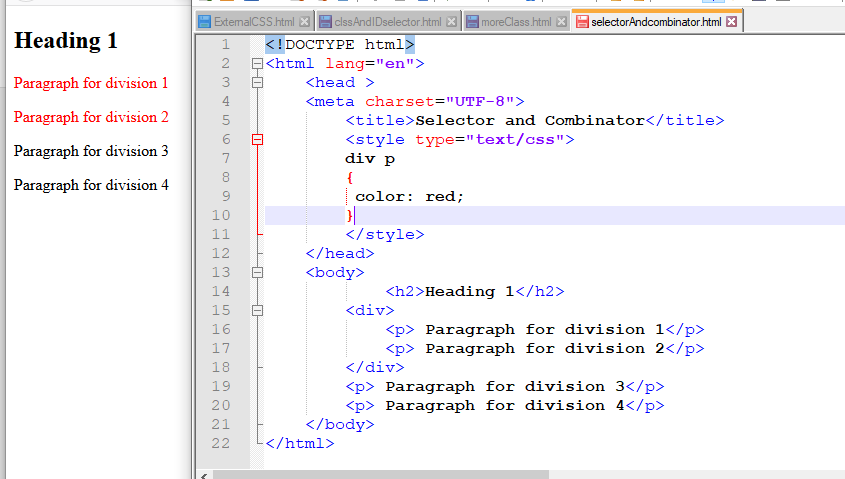 Heading 1
Paragraph for division 1
Paragraph for division 2
Paragraph for division 3
Paragraph for division 4
ExternalCSS.html clssAndIDselector.html moreClass.html selectorAndcombinator.html
1 <!DOCTYPE html>
2 <html lang="en">
3 <head >
4 <meta charset="UTF-8">
5 <title>Selector and Combinator</title>
6 <style type="text/css">
7 div p
8 {
9 color: red;
10 }
11 </style>
12 </head>
13 <body>
14 <h2>Heading 1</h2>
15 <div>
16 <p> Paragraph for division 1</p>
17 <p> Paragraph for division 2</p>
18 </div>
19 <p> Paragraph for division 3</p>
20 <p> Paragraph for division 4</p>
21 </body>
22 </html>